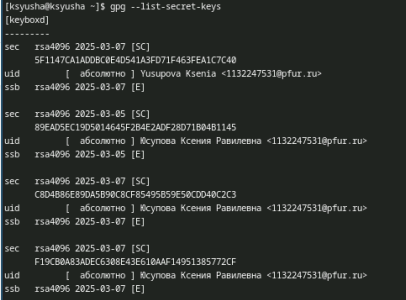 [ksyusha@ksyusha ~]$ gpg --list-secret-keys
[keyboxd]
---------
sec   rsa4096 2025-03-07 [SC]
      5F1147CA1ADDBC0E4D541A3FD71F463FEA1C7C40
uid         [  абсолютно ] Yusupova Ksenia <1132247531@pfur.ru>
ssb   rsa4096 2025-03-07 [E]

sec   rsa4096 2025-03-05 [SC]
      89EAD5EC19D5014645F2B4E2ADF28D71B04B1145
uid         [  абсолютно ] Юсупова Ксения Равилевна <1132247531@pfur.ru>
ssb   rsa4096 2025-03-05 [E]

sec   rsa4096 2025-03-07 [SC]
      C8D4B86E89DA5B90C8CF85495B59E50CDD40C2C3
uid         [  абсолютно ] Юсупова Ксения Равилевна <1132247531@pfur.ru>
ssb   rsa4096 2025-03-07 [E]

sec   rsa4096 2025-03-07 [SC]
      F19CB0A83ADEC6308E43E610AAF14951385772CF
uid         [  абсолютно ] Юсупова Ксения Равилевна <1132247531@pfur.ru>
ssb   rsa4096 2025-03-07 [E]